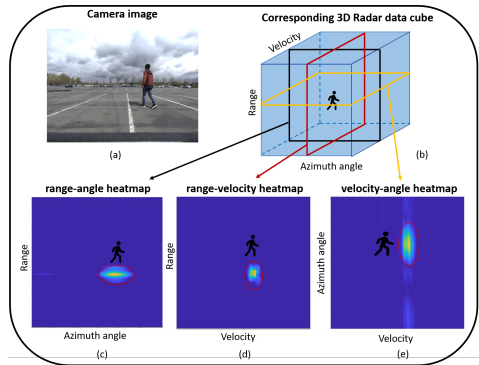 Camera image
Corresponding 3D Radar data cube
Velocity
Range
Azimuth angle
(a)
(b)
range-angle heatmap
range-velocity heatmap
velocity-angle heatmap
Range
Range
Azimuth angle
Azimuth angle
Velocity
Velocity
(c)
(d)
(e)